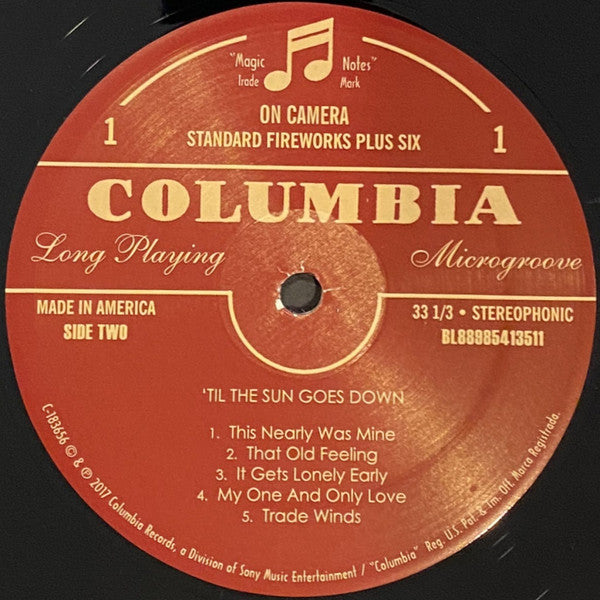 "Magic Notes"
Trade Mark
ON CAMERA
1 1
STANDARD FIREWORKS PLUS SIX
COLUMBIA
Long Playing Microgroove
MADE IN AMERICA 33 1/3 • STEREOPHONIC
SIDE TWO BL88985413511
'TIL THE SUN GOES DOWN
1. This Nearly Was Mine
2. That Old Feeling
3. It Gets Lonely Early
4. My One And Only Love
5. Trade Winds
C-183656 © & ℗ 2017 Columbia Records, a Division of Sony Music Entertainment / "Columbia" Reg. U.S. Pat. & Tm. Off. Marca Registrada.